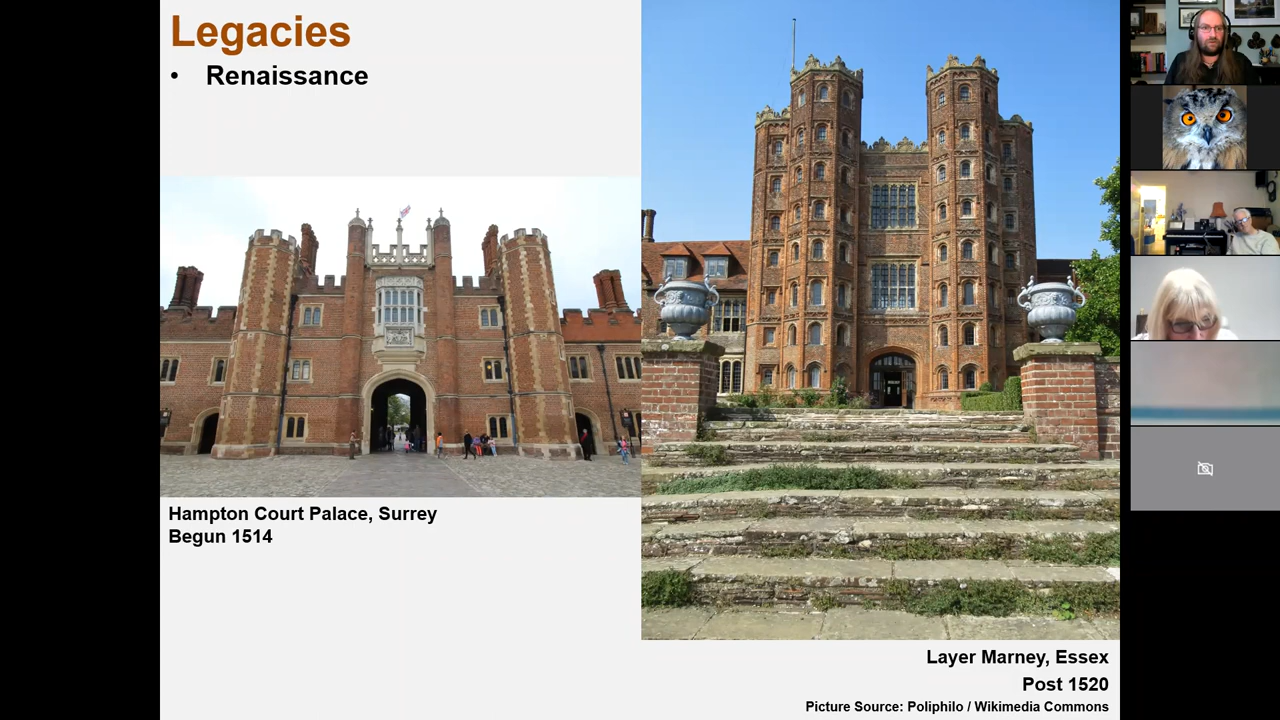 Legacies
• Renaissance
Hampton Court Palace, Surrey
Begun 1514
Layer Marney, Essex
Post 1520
Picture Source: Poliphilo / Wikimedia Commons